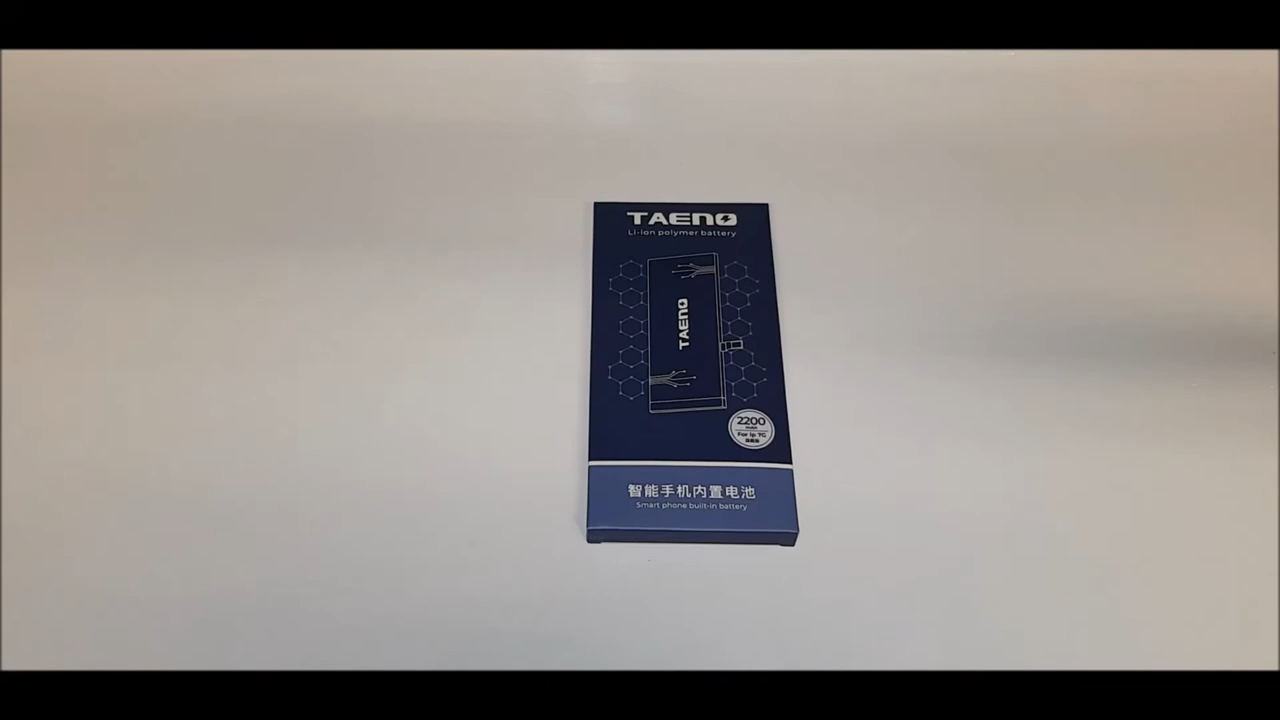 TAENO
Li-ion polymer battery
TAENO
2200
mAh
For ip 7G
智能手机内置电池
Smart phone built-in battery